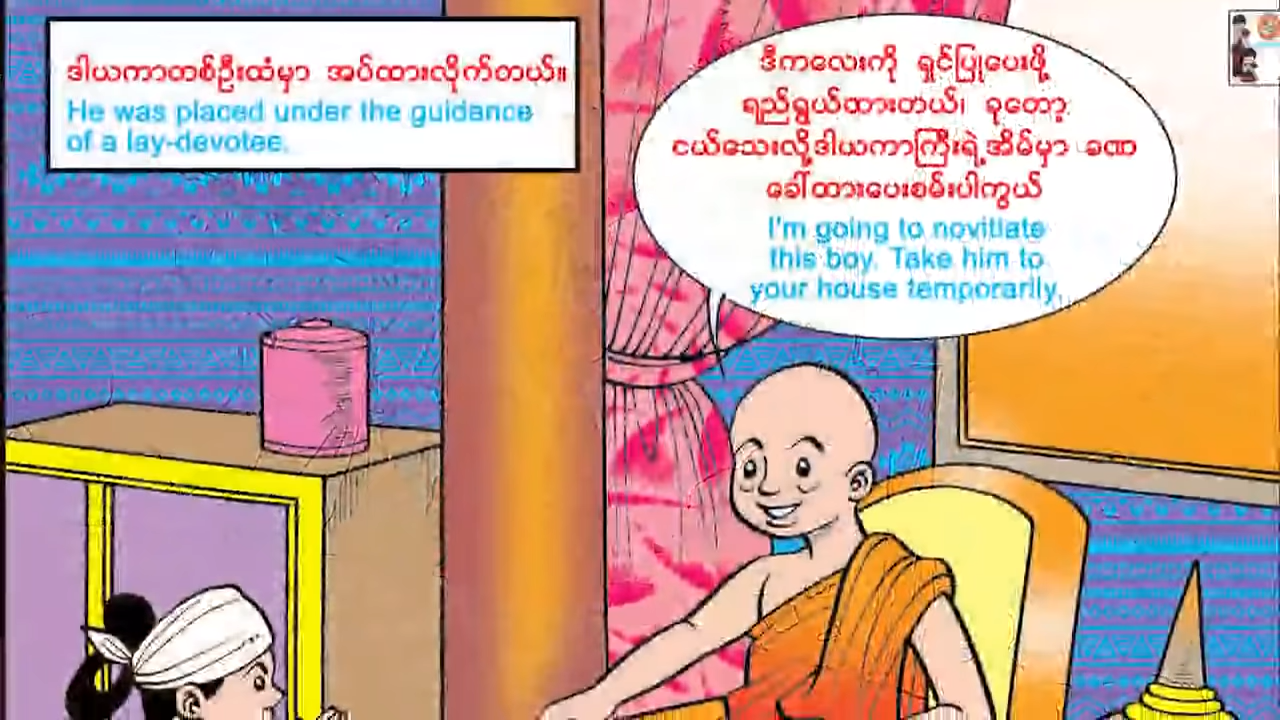 ဒါယကာတစ်ဦးထံမှာ အပ်ထားလိုက်တယ်။
He was placed under the guidance
of a lay-devotee.
ဒီကလေးကို ရှင်ပြုပေးဖို့
ရည်ရွယ်ထားတယ်၊ ခုတော့
ငယ်သေးလို့ဒါယကာကြီးရဲ့အိမ်မှာ ခဏ
ခေါ်ထားပေးစမ်းပါကွယ်
I'm going to novitiate
this boy. Take him to
your house temporarily.